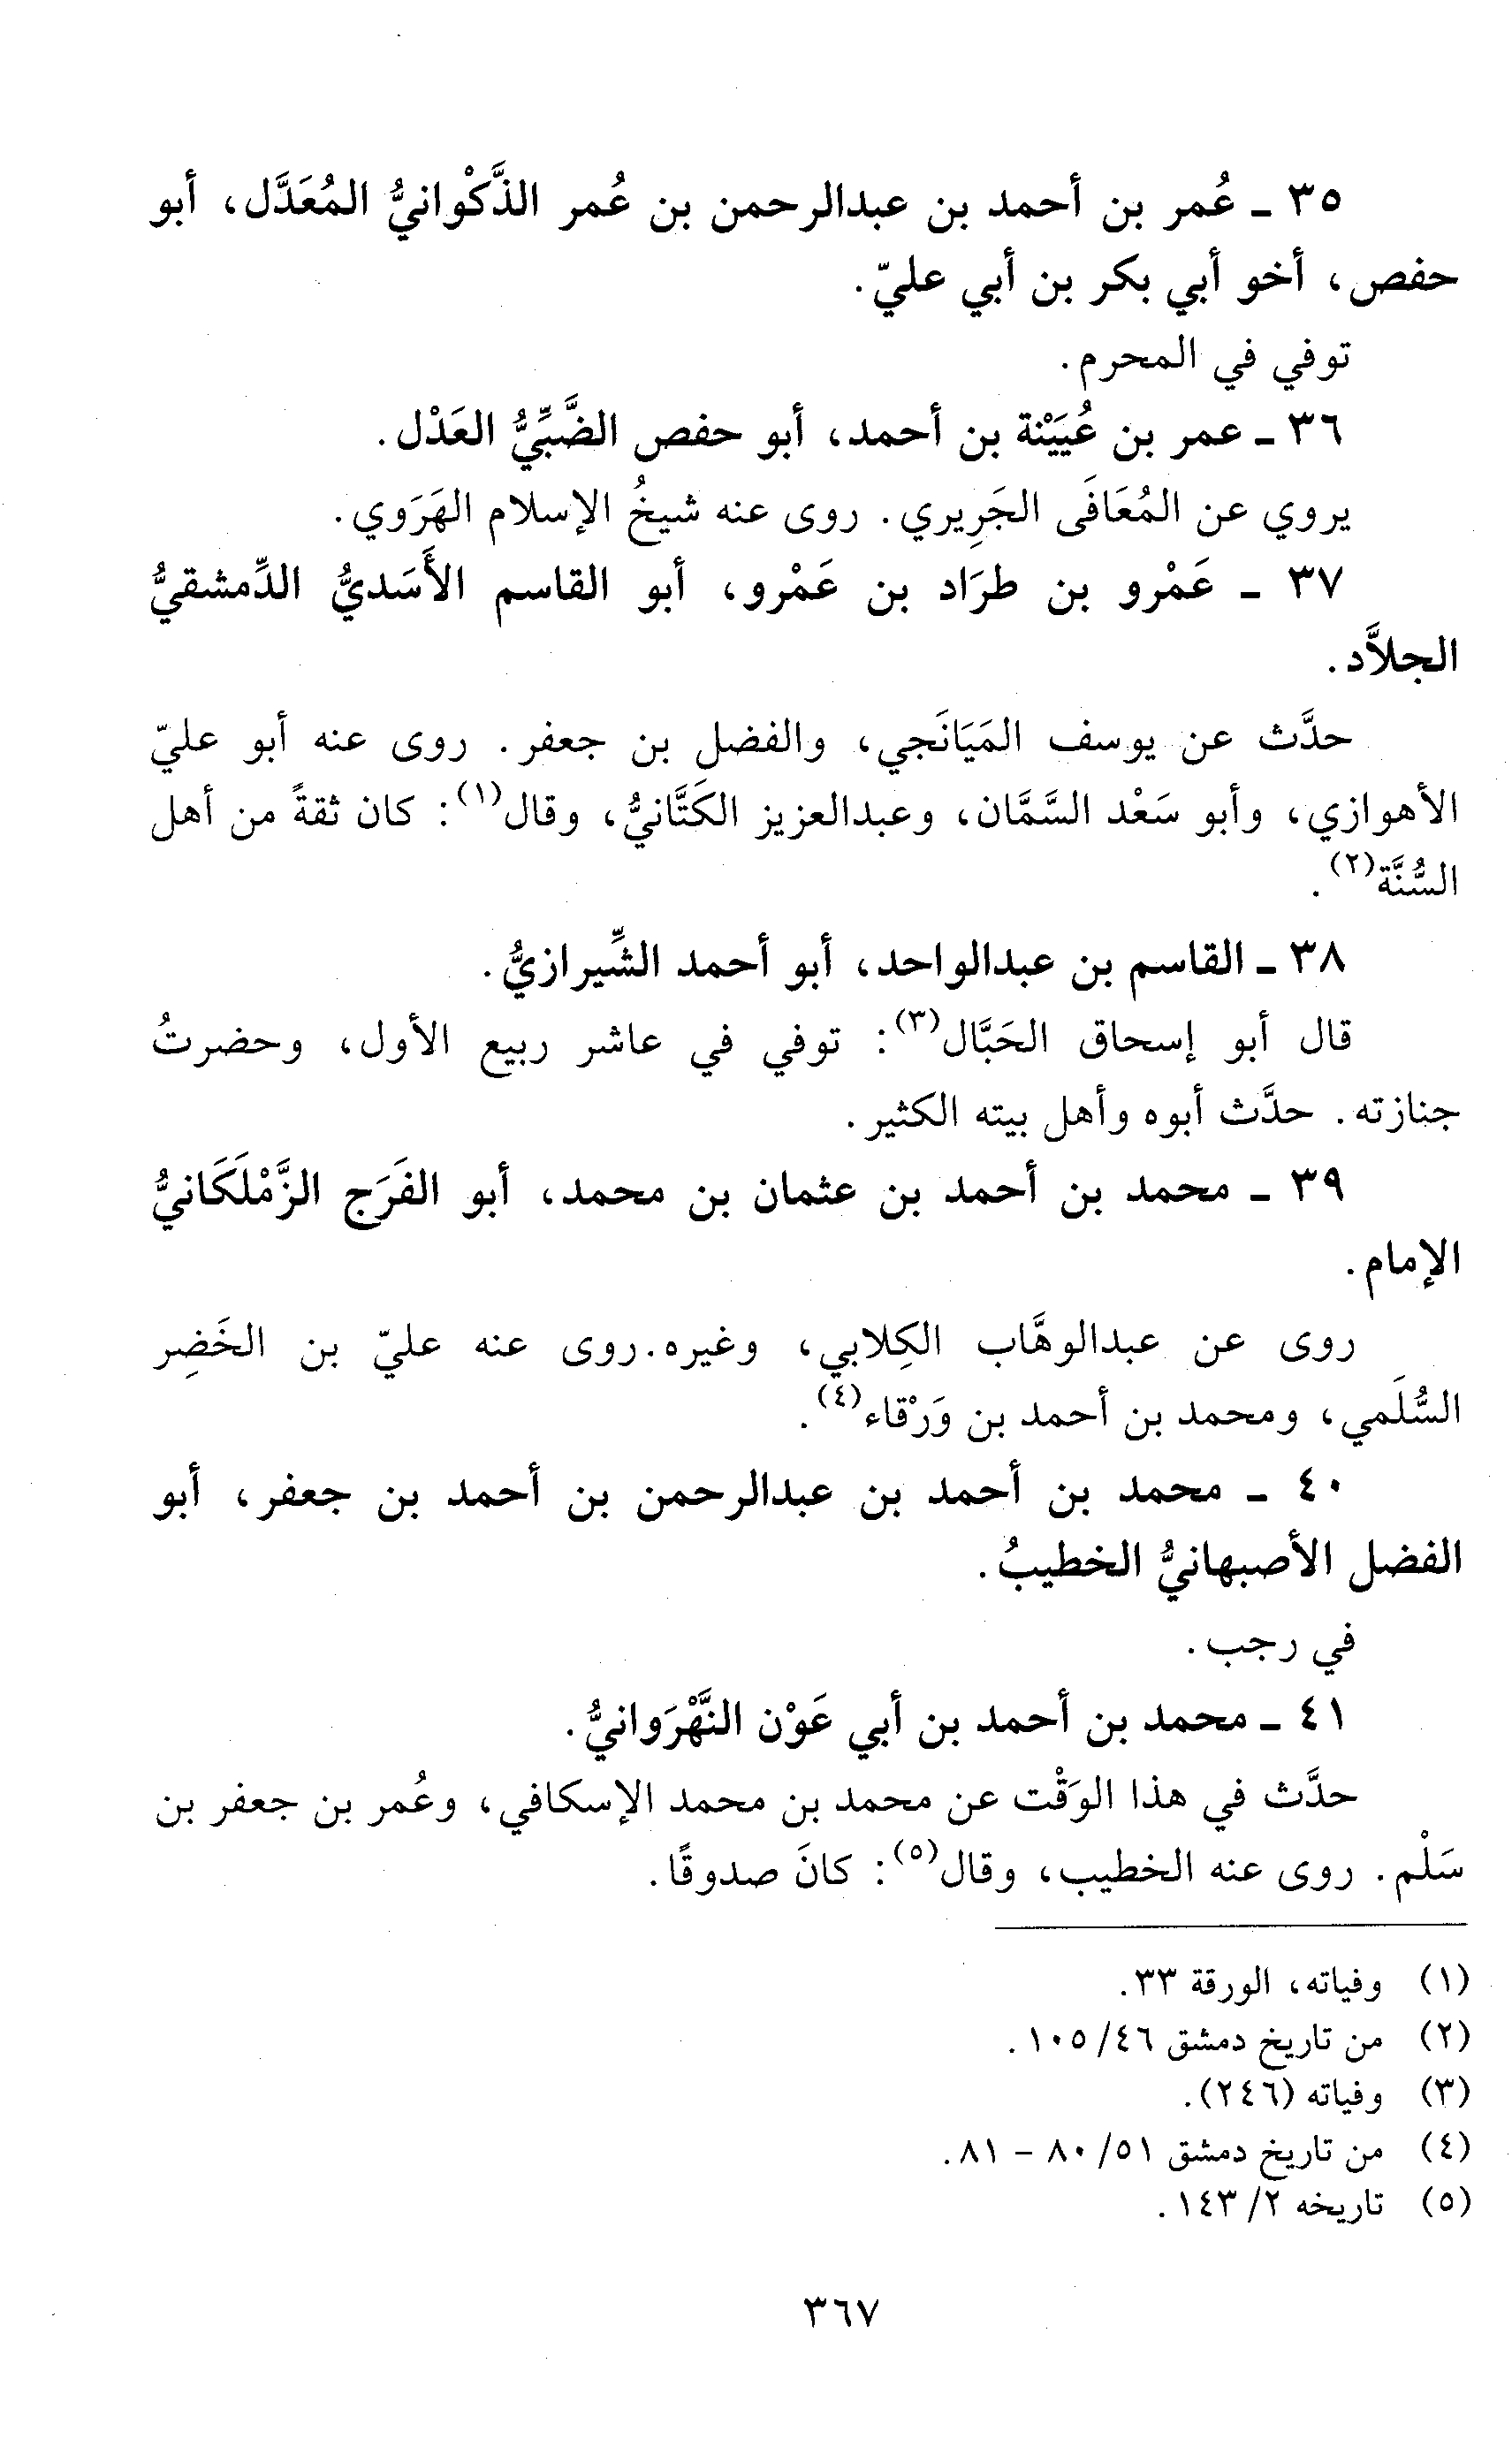 ٣٥ ـ عُمر بن أحمد بن عبدالرحمن بن عُمر الذَّكْوانيُّ المُعَدَّل، أبو
حفص، أخو أبي بكر بن أبي عليّ.
توفي في المحرم.
٣٦ ـ عمر بن عُيَيْنة بن أحمد، أبو حفص الضَّبِّيُّ العَدْل.
يروي عن المُعَافَى الجَرِيري. روى عنه شيخُ الإسلام الهَرَوي.
٣٧ ـ عَمْرو بن طرَاد بن عَمْرو، أبو القاسم الأَسَديُّ الدِّمشقيُّ
الجلاَّد.
حدَّث عن يوسف المَيَانَجي، والفضل بن جعفر. روى عنه أبو عليّ
الأهوازي، وأبو سَعْد السَّمَّان، وعبدالعزيز الكَتَّانيُّ، وقال(١): كان ثقةً من أهل
السُّنَّة(٢).
٣٨ ـ القاسم بن عبدالواحد، أبو أحمد الشِّيرازيُّ.
قال أبو إسحاق الحَبَّال(٣): توفي في عاشر ربيع الأول، وحضرتُ
جنازته. حدَّث أبوه وأهل بيته الكثير.
٣٩ ـ محمد بن أحمد بن عثمان بن محمد، أبو الفَرَج الزَّمْلَكَانيُّ
الإمام.
روى عن عبدالوهَّاب الكِلابي، وغيره. روى عنه عليّ بن الخَضِر
السُّلَمي، ومحمد بن أحمد بن وَرْقاء(٤).
٤٠ ـ محمد بن أحمد بن عبدالرحمن بن أحمد بن جعفر، أبو
الفضل الأصبهانيُّ الخطيبُ.
في رجب.
٤١ ـ محمد بن أحمد بن أبي عَوْن النَّهْرَوانيُّ.
حدَّث في هذا الوَقْت عن محمد بن محمد الإسكافي، وعُمر بن جعفر بن
سَلْم. روى عنه الخطيب، وقال(٥): كانَ صدوقًا.
(١) وفياته، الورقة ٣٣.
(٢) من تاريخ دمشق ٤٦/ ١٠٥.
(٣) وفياته (٢٤٦).
(٤) من تاريخ دمشق ٥١/ ٨٠ - ٨١.
(٥) تاريخه ٢/ ١٤٣.
٣٦٧